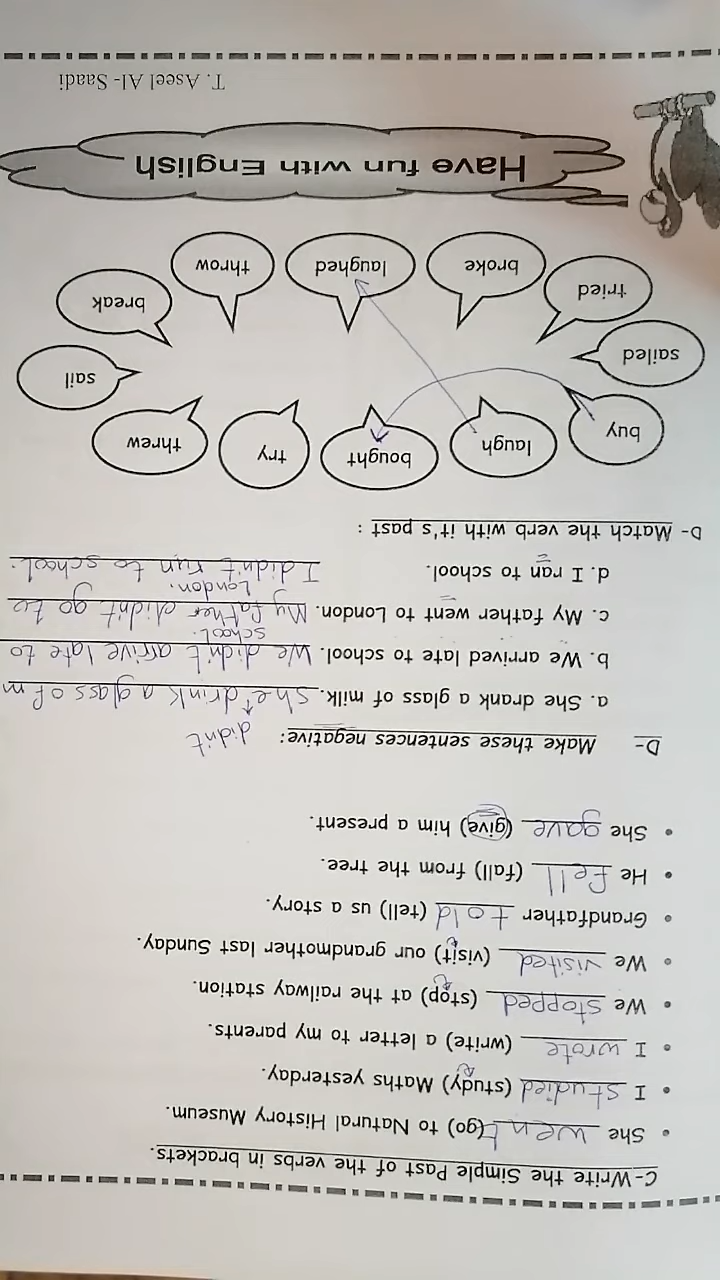 C-Write the Simple Past of the verbs in brackets.
• She went (go) to Natural History Museum.
• I studied (study) Maths yesterday.
• I wrote (write) a letter to my parents.
• We stopped (stop) at the railway station.
• We visited (visit) our grandmother last Sunday.
• Grandfather told (tell) us a story.
• He fell (fall) from the tree.
• She gave (give) him a present.
D- Make these sentences negative: didn't
a. She drank a glass of milk. She drink a glass of m
b. We arrived late to school. We didn't arrive late to
school.
c. My father went to London. My father didn't go to
London.
d. I ran to school. I didn't run to school.
D- Match the verb with it's past :
buy laugh bought try threw
sailed sail
tried broke laughed throw break
Have fun with English
T. Aseel Al- Saadi